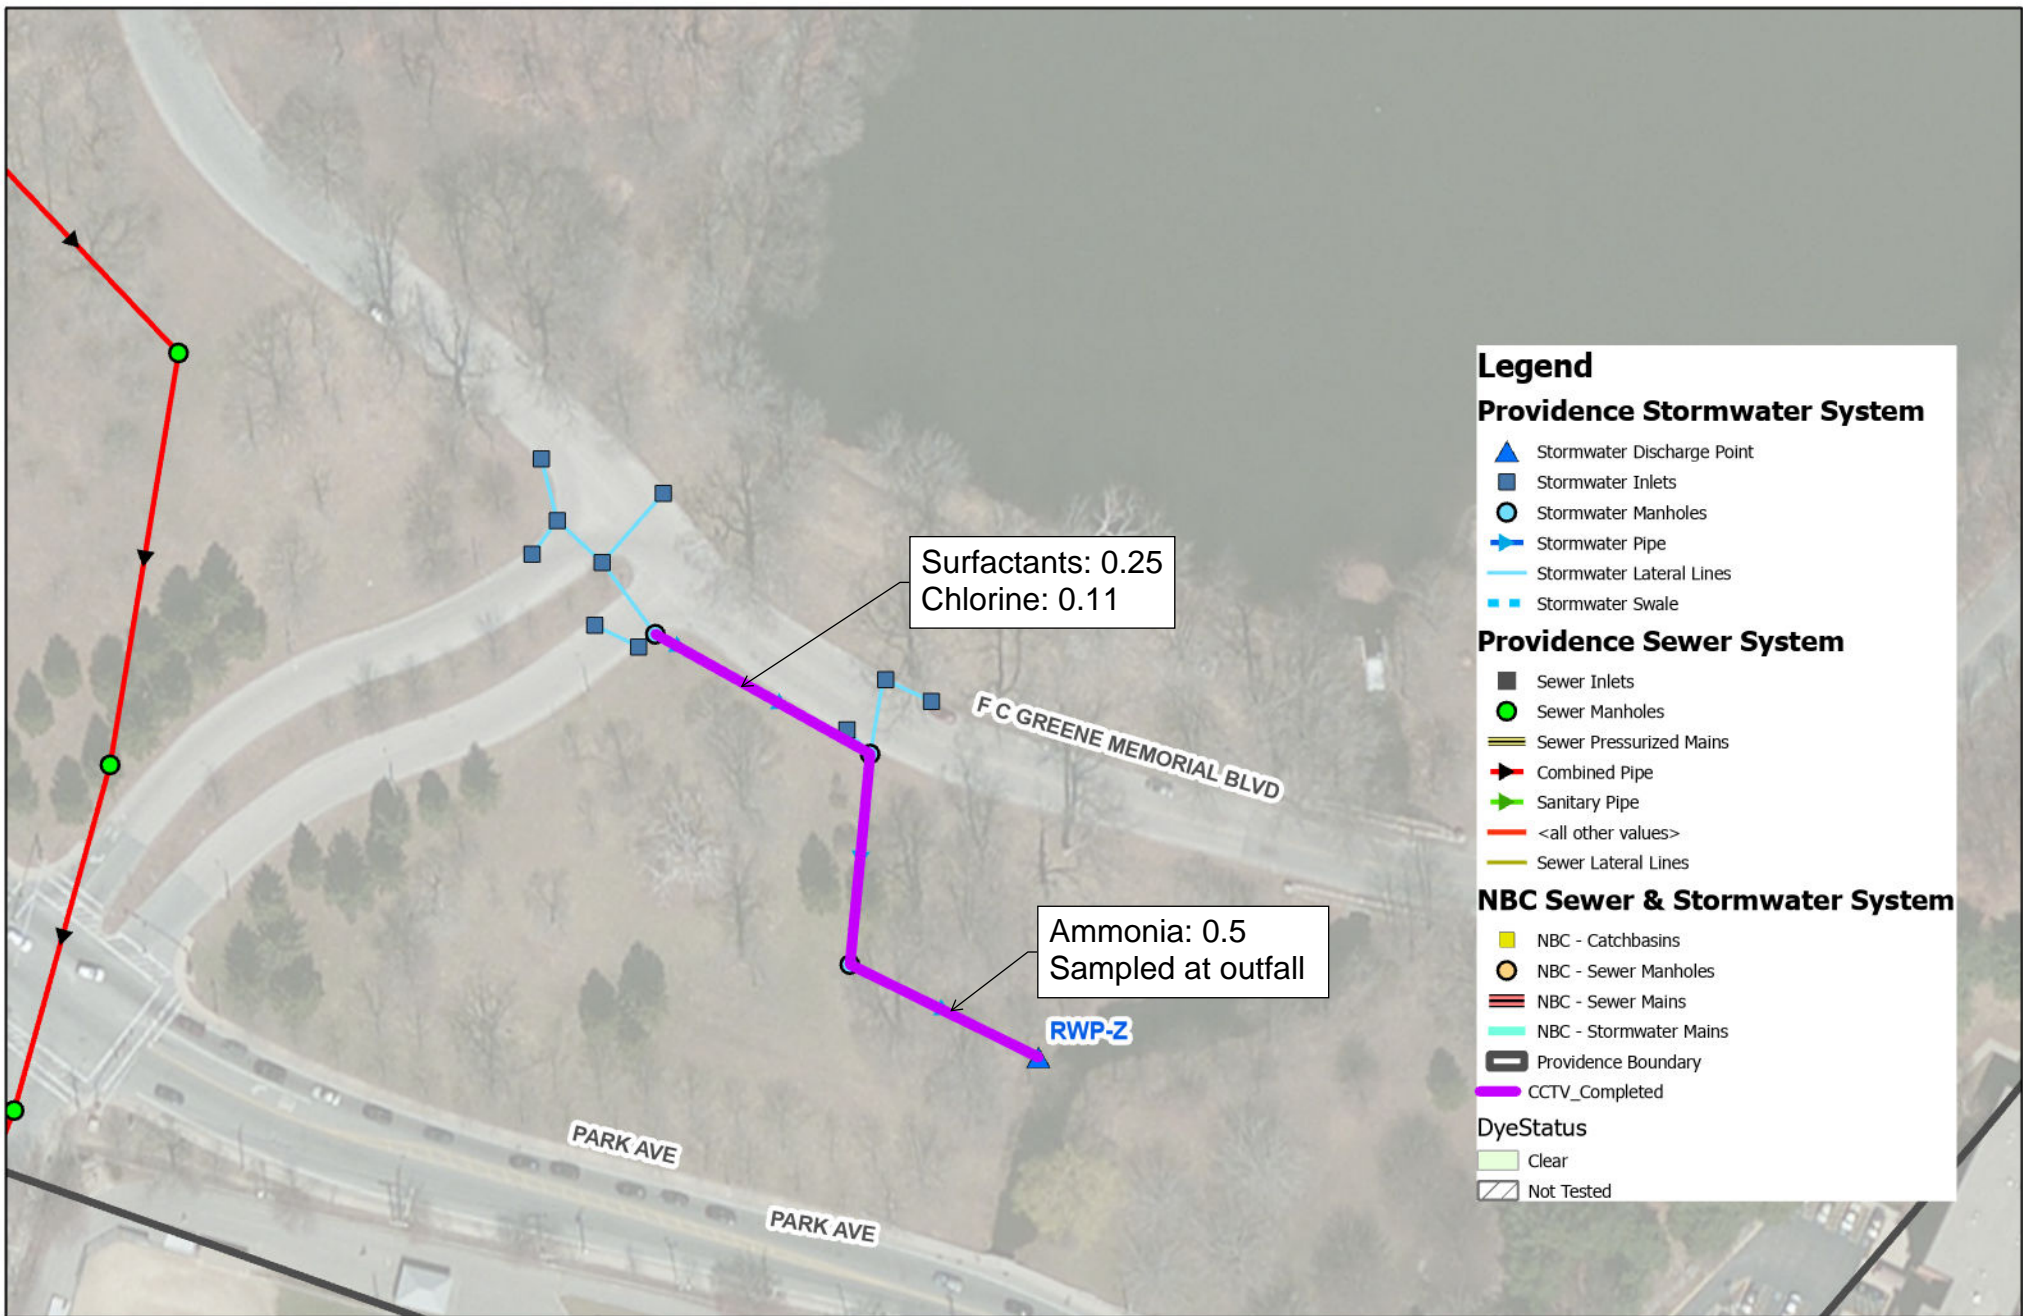 Surfactants: 0.25
Chlorine: 0.11
F C GREENE MEMORIAL BLVD
Ammonia: 0.5
Sampled at outfall
RWP-Z
PARK AVE
PARK AVE
Legend
Providence Stormwater System
Stormwater Discharge Point
Stormwater Inlets
Stormwater Manholes
Stormwater Pipe
Stormwater Lateral Lines
Stormwater Swale
Providence Sewer System
Sewer Inlets
Sewer Manholes
Sewer Pressurized Mains
Combined Pipe
Sanitary Pipe
<all other values>
Sewer Lateral Lines
NBC Sewer & Stormwater System
NBC - Catchbasins
NBC - Sewer Manholes
NBC - Sewer Mains
NBC - Stormwater Mains
Providence Boundary
CCTV_Completed
DyeStatus
Clear
Not Tested